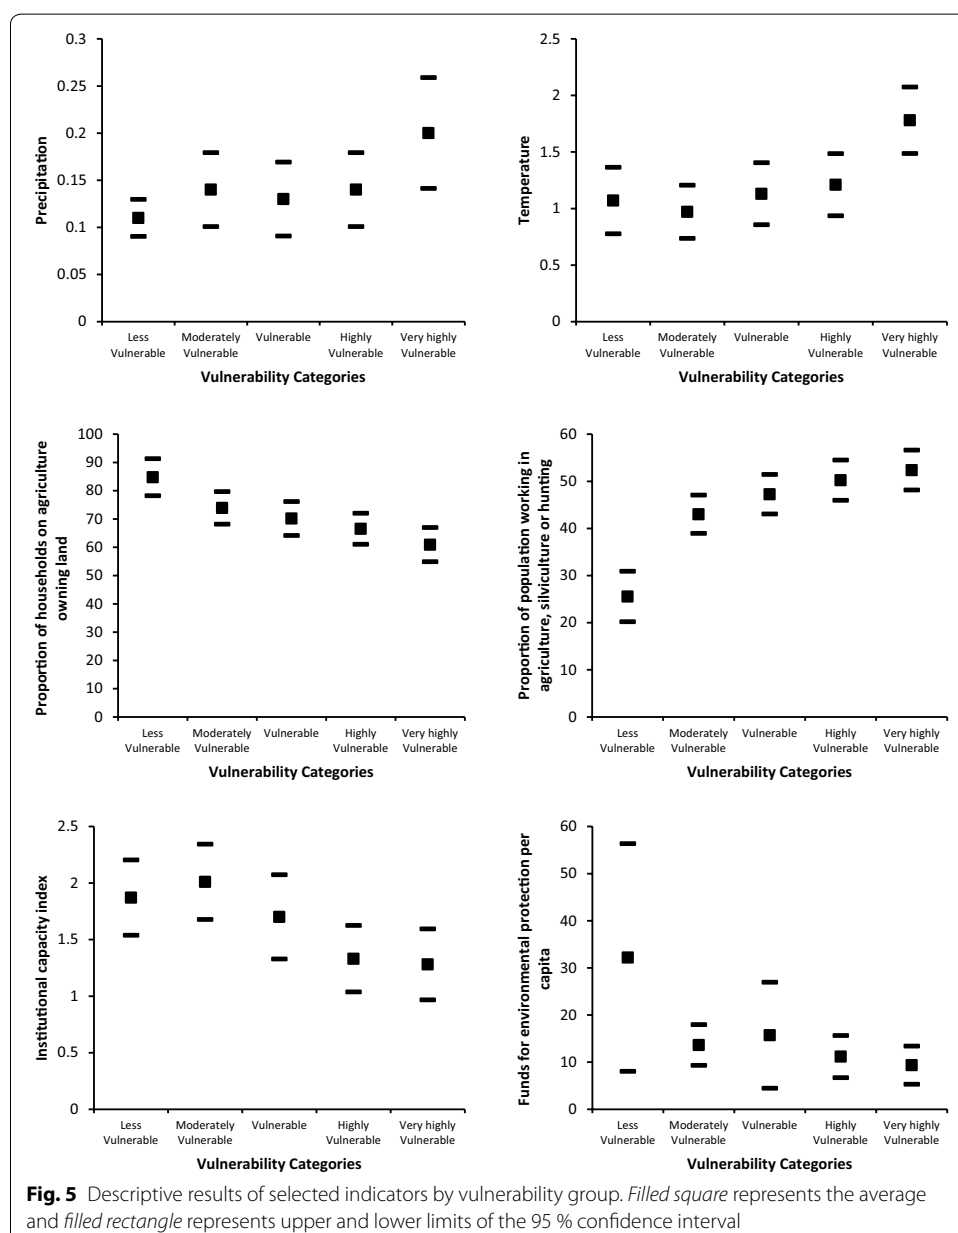 0.3
0.25
0.2
0.15
0.1
0.05
0
Precipitation
Less
Vulnerable
Moderately
Vulnerable
Vulnerable
Highly
Vulnerable
Very highly
Vulnerable
Vulnerability Categories
2.5
2
1.5
1
0.5
0
Temperature
Less
Vulnerable
Moderately
Vulnerable
Vulnerable
Highly
Vulnerable
Very highly
Vulnerable
Vulnerability Categories
100
90
80
70
60
50
40
30
20
10
0
Proportion of households on agriculture
owning land
Less
Vulnerable
Moderately
Vulnerable
Vulnerable
Highly
Vulnerable
Very highly
Vulnerable
Vulnerability Categories
60
50
40
30
20
10
0
Proportion of population working in
agriculture, silviculture or hunting
Less
Vulnerable
Moderately
Vulnerable
Vulnerable
Highly
Vulnerable
Very highly
Vulnerable
Vulnerability Categories
2.5
2
1.5
1
0.5
0
Institutional capacity index
Less
Vulnerable
Moderately
Vulnerable
Vulnerable
Highly
Vulnerable
Very highly
Vulnerable
Vulnerability Categories
60
50
40
30
20
10
0
Funds for environmental protection per
capita
Less
Vulnerable
Moderately
Vulnerable
Vulnerable
Highly
Vulnerable
Very highly
Vulnerable
Vulnerability Categories
Fig. 5 Descriptive results of selected indicators by vulnerability group. Filled square represents the average
and filled rectangle represents upper and lower limits of the 95 % confidence interval